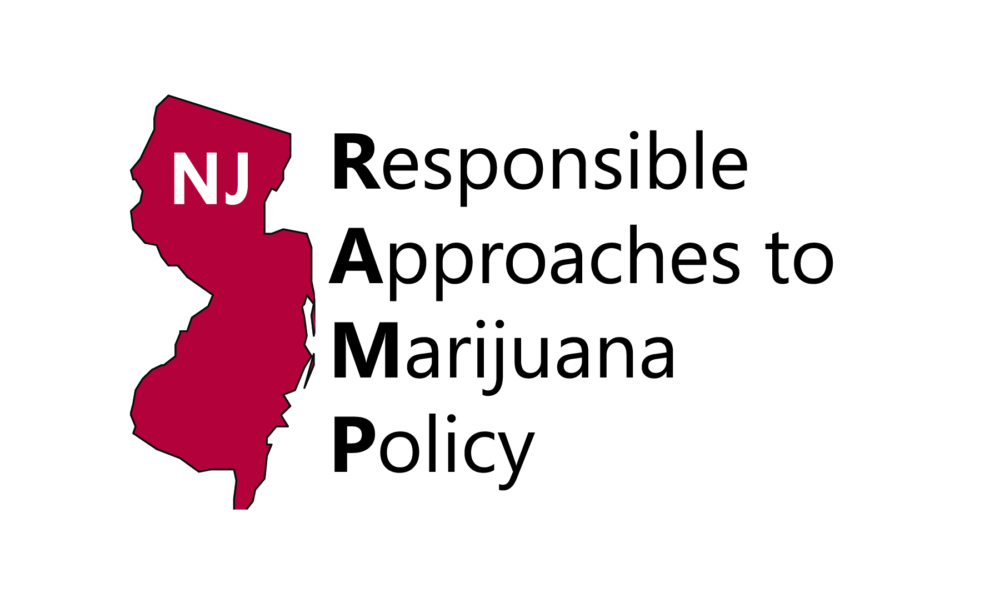 NJ
Responsible
Approaches to
Marijuana
Policy